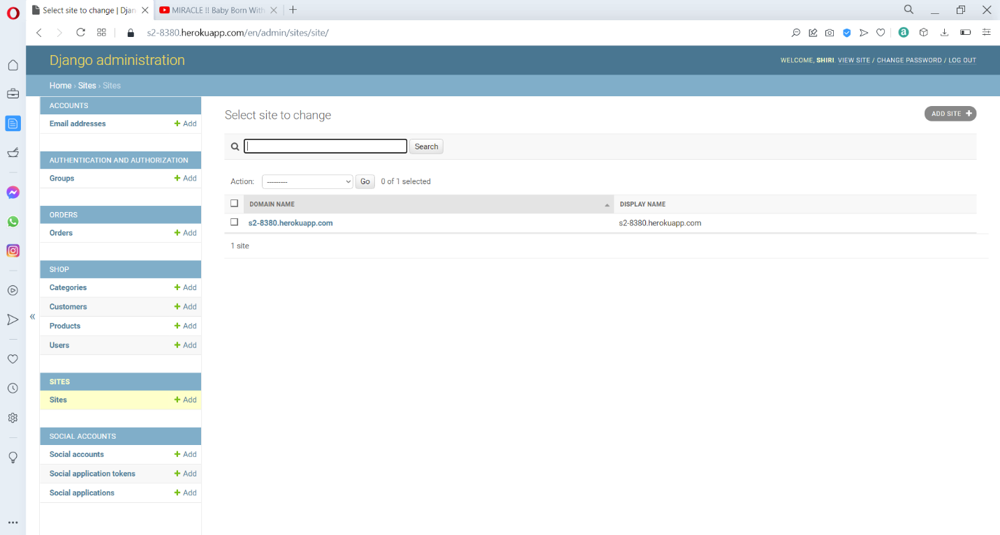 Select site to change | Djan
MIRACLE !! Baby Born With
s2-8380.herokuapp.com/en/admin/sites/site/
Django administration
WELCOME, SHIRI. VIEW SITE / CHANGE PASSWORD / LOG OUT
Home › Sites › Sites
ACCOUNTS
Email addresses + Add
AUTHENTICATION AND AUTHORIZATION
Groups + Add
ORDERS
Orders + Add
SHOP
Categories + Add
Customers + Add
Products + Add
Users + Add
SITES
Sites + Add
SOCIAL ACCOUNTS
Social accounts + Add
Social application tokens + Add
Social applications + Add
«
Select site to change
ADD SITE +
Search
Action: --------- Go 0 of 1 selected
DOMAIN NAME DISPLAY NAME
s2-8380.herokuapp.com s2-8380.herokuapp.com
1 site